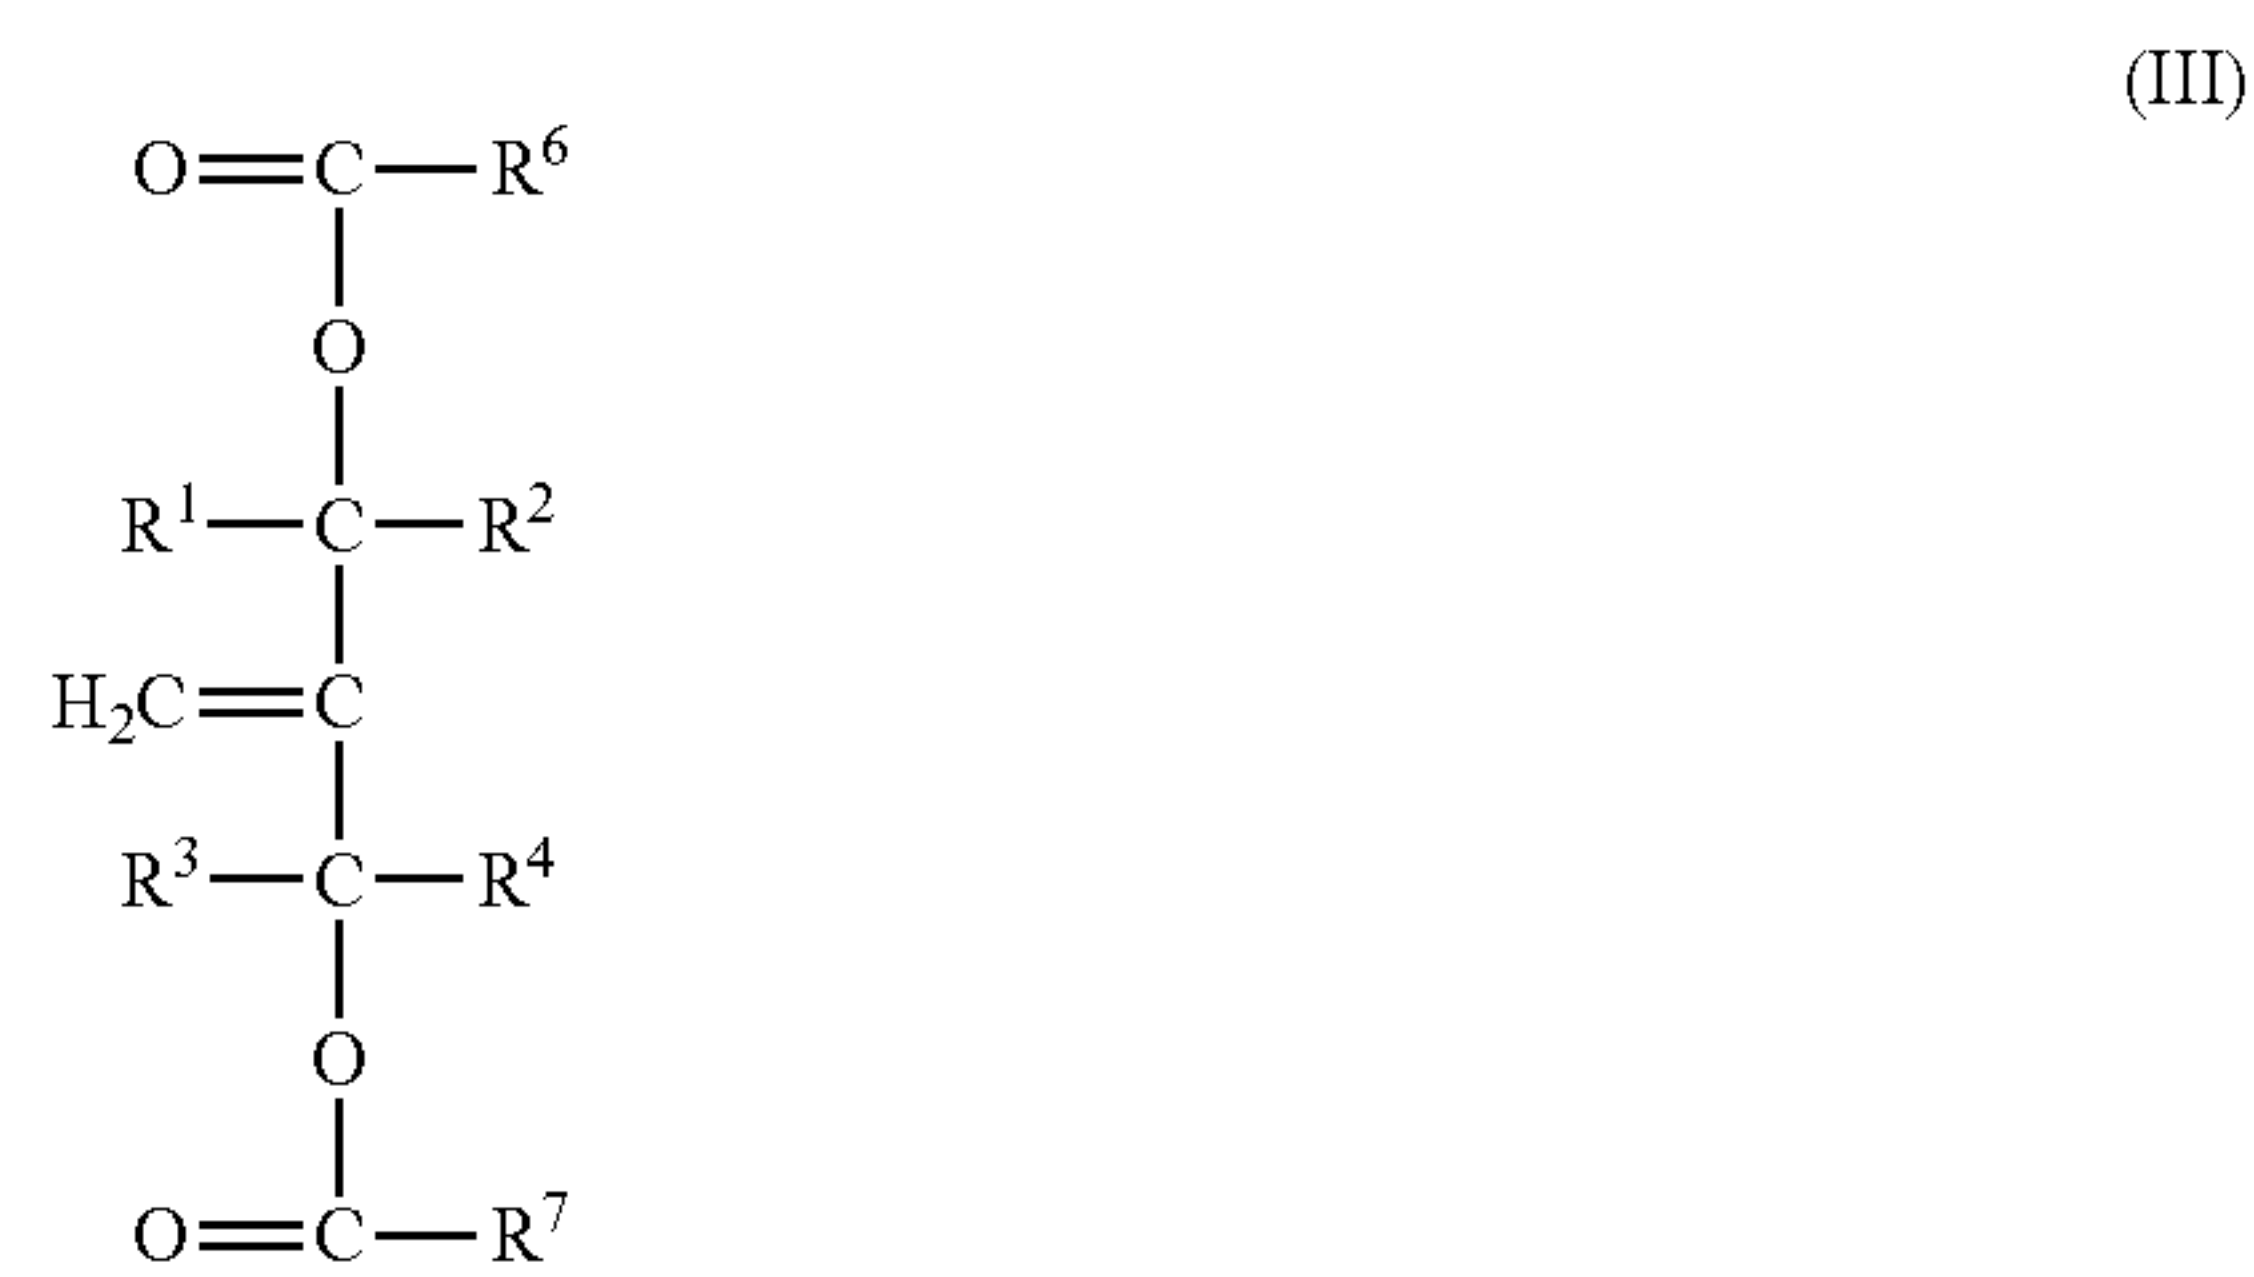 (III)
O=C—R⁶
O
R¹—C—R²
H₂C=C
R³—C—R⁴
O
O=C—R⁷